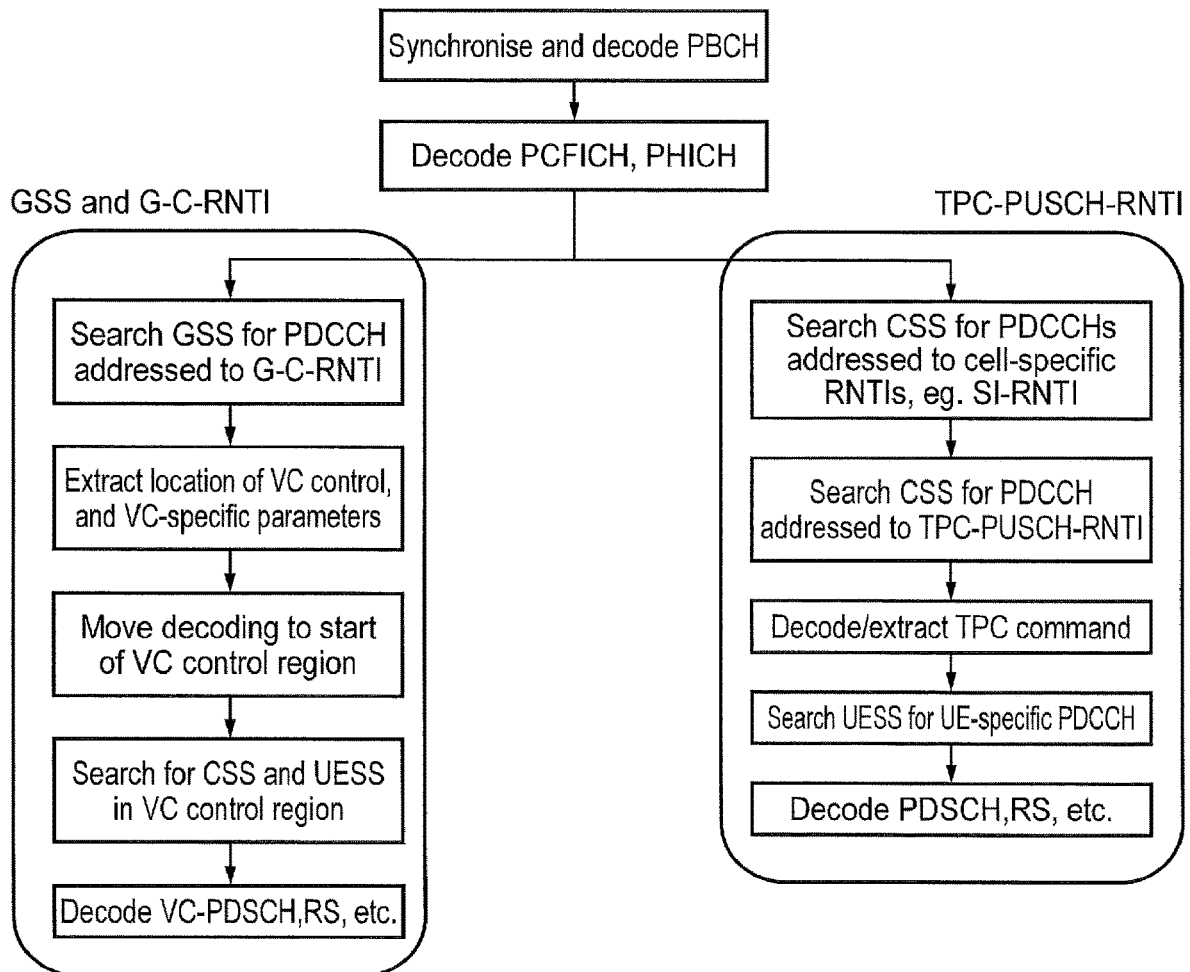 Synchronise and decode PBCH
Decode PCFICH, PHICH
GSS and G-C-RNTI
Search GSS for PDCCH
addressed to G-C-RNTI
Extract location of VC control,
and VC-specific parameters
Move decoding to start
of VC control region
Search for CSS and UESS
in VC control region
Decode VC-PDSCH,RS, etc.
TPC-PUSCH-RNTI
Search CSS for PDCCHs
addressed to cell-specific
RNTIs, eg. SI-RNTI
Search CSS for PDCCH
addressed to TPC-PUSCH-RNTI
Decode/extract TPC command
Search UESS for UE-specific PDCCH
Decode PDSCH,RS, etc.